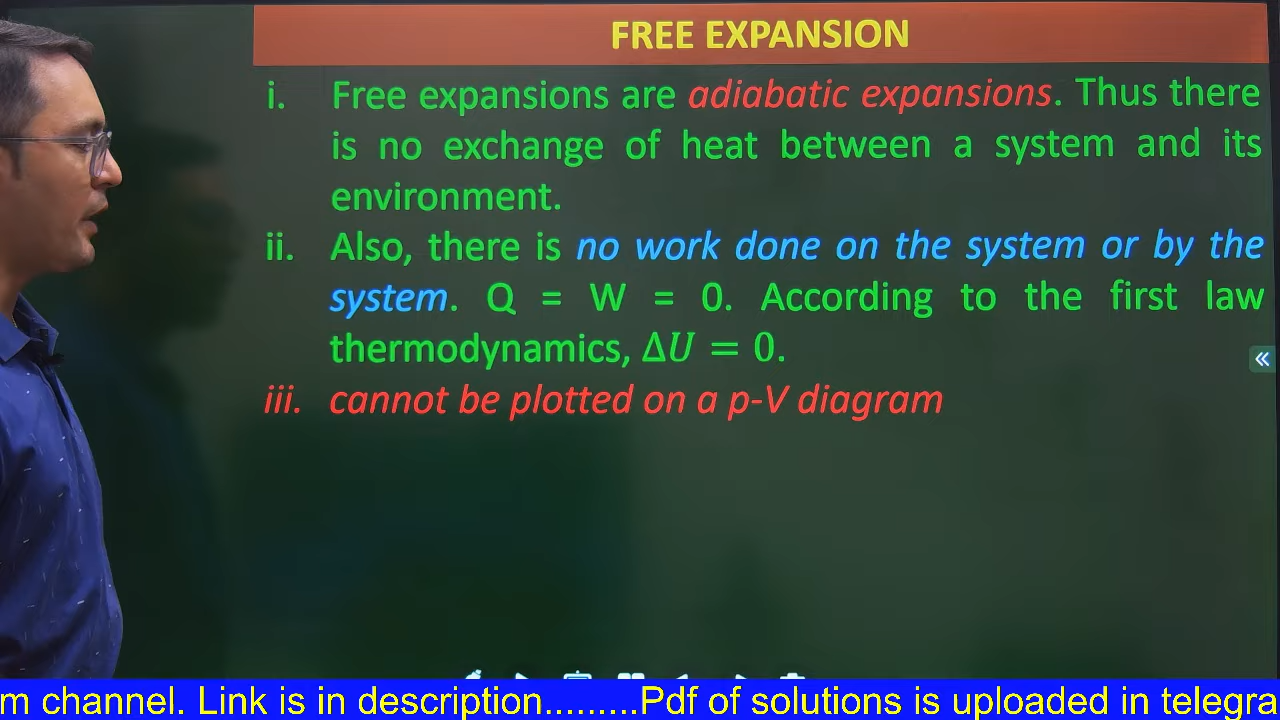 FREE EXPANSION
i. Free expansions are adiabatic expansions. Thus there
is no exchange of heat between a system and its
environment.
ii. Also, there is no work done on the system or by the
system. Q = W = 0. According to the first law
thermodynamics, ΔU = 0.
iii. cannot be plotted on a p-V diagram
«
m channel. Link is in description.........Pdf of solutions is uploaded in telegra